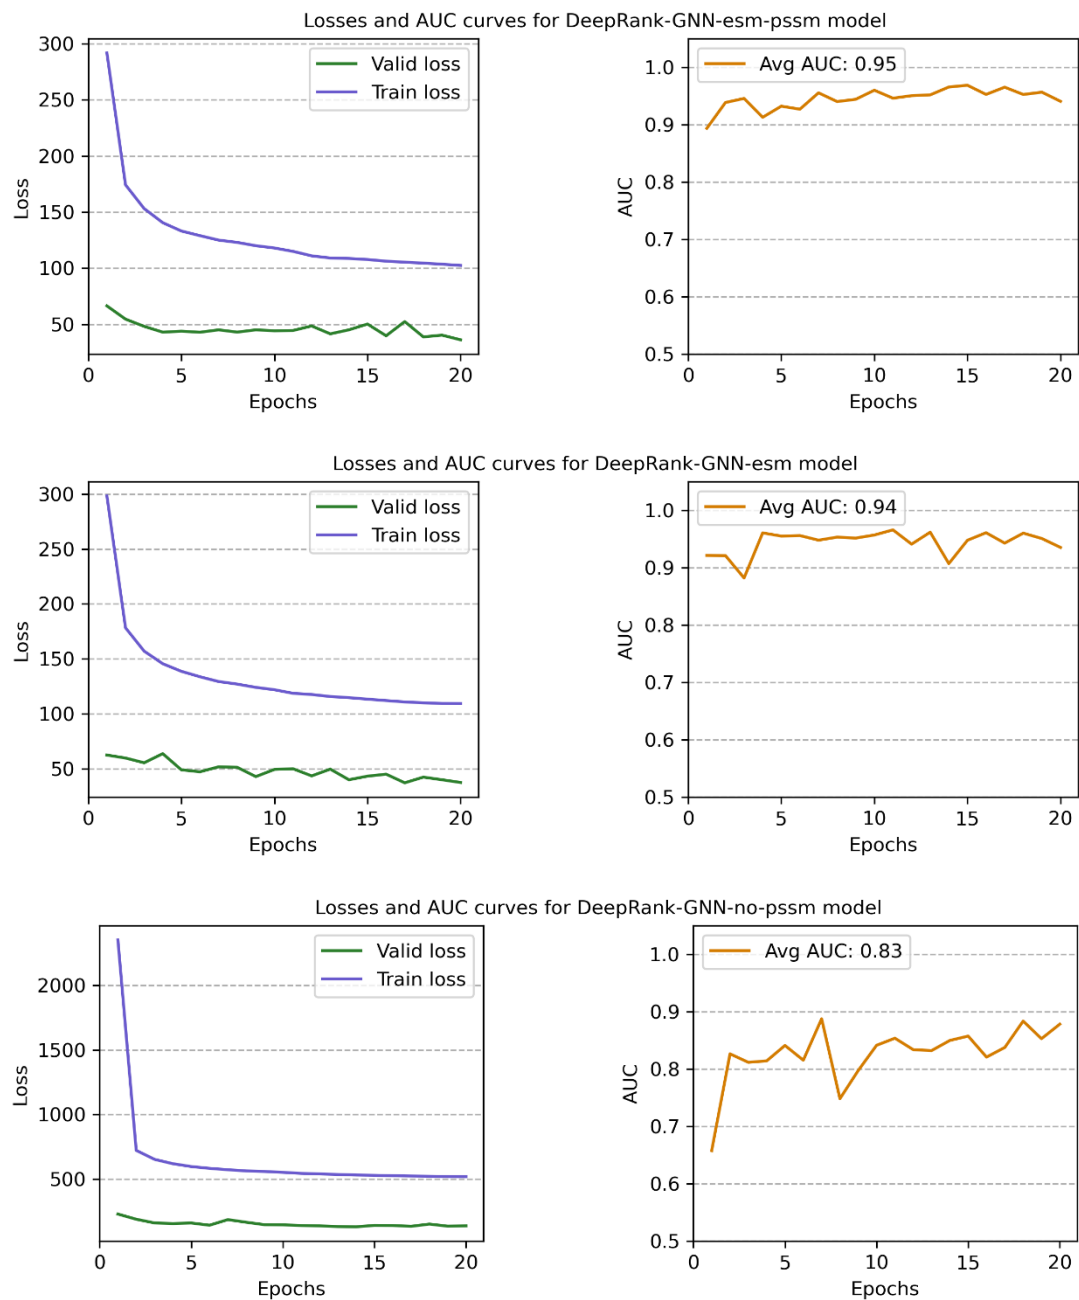 Losses and AUC curves for DeepRank-GNN-esm-pssm model
300
250
200
150
100
50
Loss
Valid loss
Train loss
0
5
10
15
20
Epochs
1.0
0.9
0.8
0.7
0.6
0.5
AUC
Avg AUC: 0.95
0
5
10
15
20
Epochs
Losses and AUC curves for DeepRank-GNN-esm model
300
250
200
150
100
50
Loss
Valid loss
Train loss
0
5
10
15
20
Epochs
1.0
0.9
0.8
0.7
0.6
0.5
AUC
Avg AUC: 0.94
0
5
10
15
20
Epochs
Losses and AUC curves for DeepRank-GNN-no-pssm model
2000
1500
1000
500
Loss
Valid loss
Train loss
0
5
10
15
20
Epochs
1.0
0.9
0.8
0.7
0.6
0.5
AUC
Avg AUC: 0.83
0
5
10
15
20
Epochs